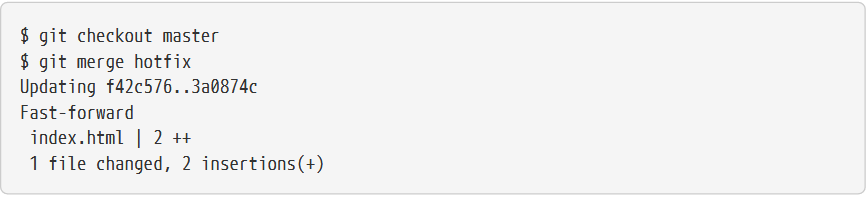 $ git checkout master
$ git merge hotfix
Updating f42c576..3a0874c
Fast-forward
 index.html | 2 ++
 1 file changed, 2 insertions(+)